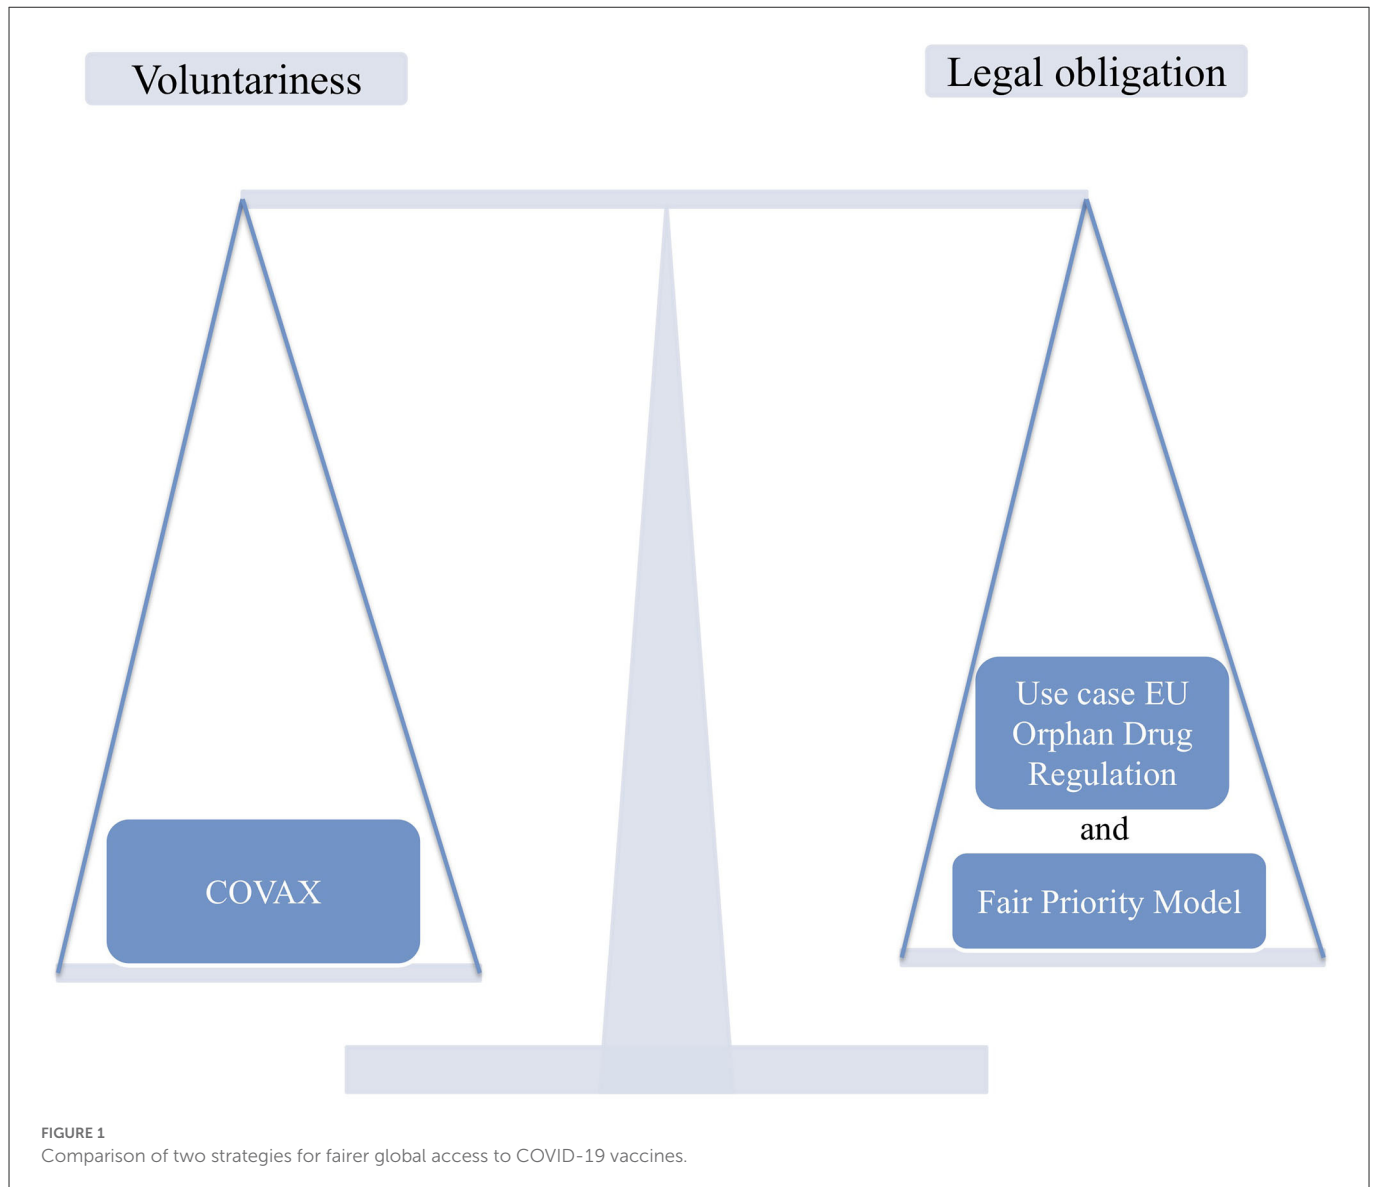 Voluntariness
Legal obligation
Use case EU
Orphan Drug
Regulation
and
COVAX
Fair Priority Model
FIGURE 1
Comparison of two strategies for fairer global access to COVID-19 vaccines.